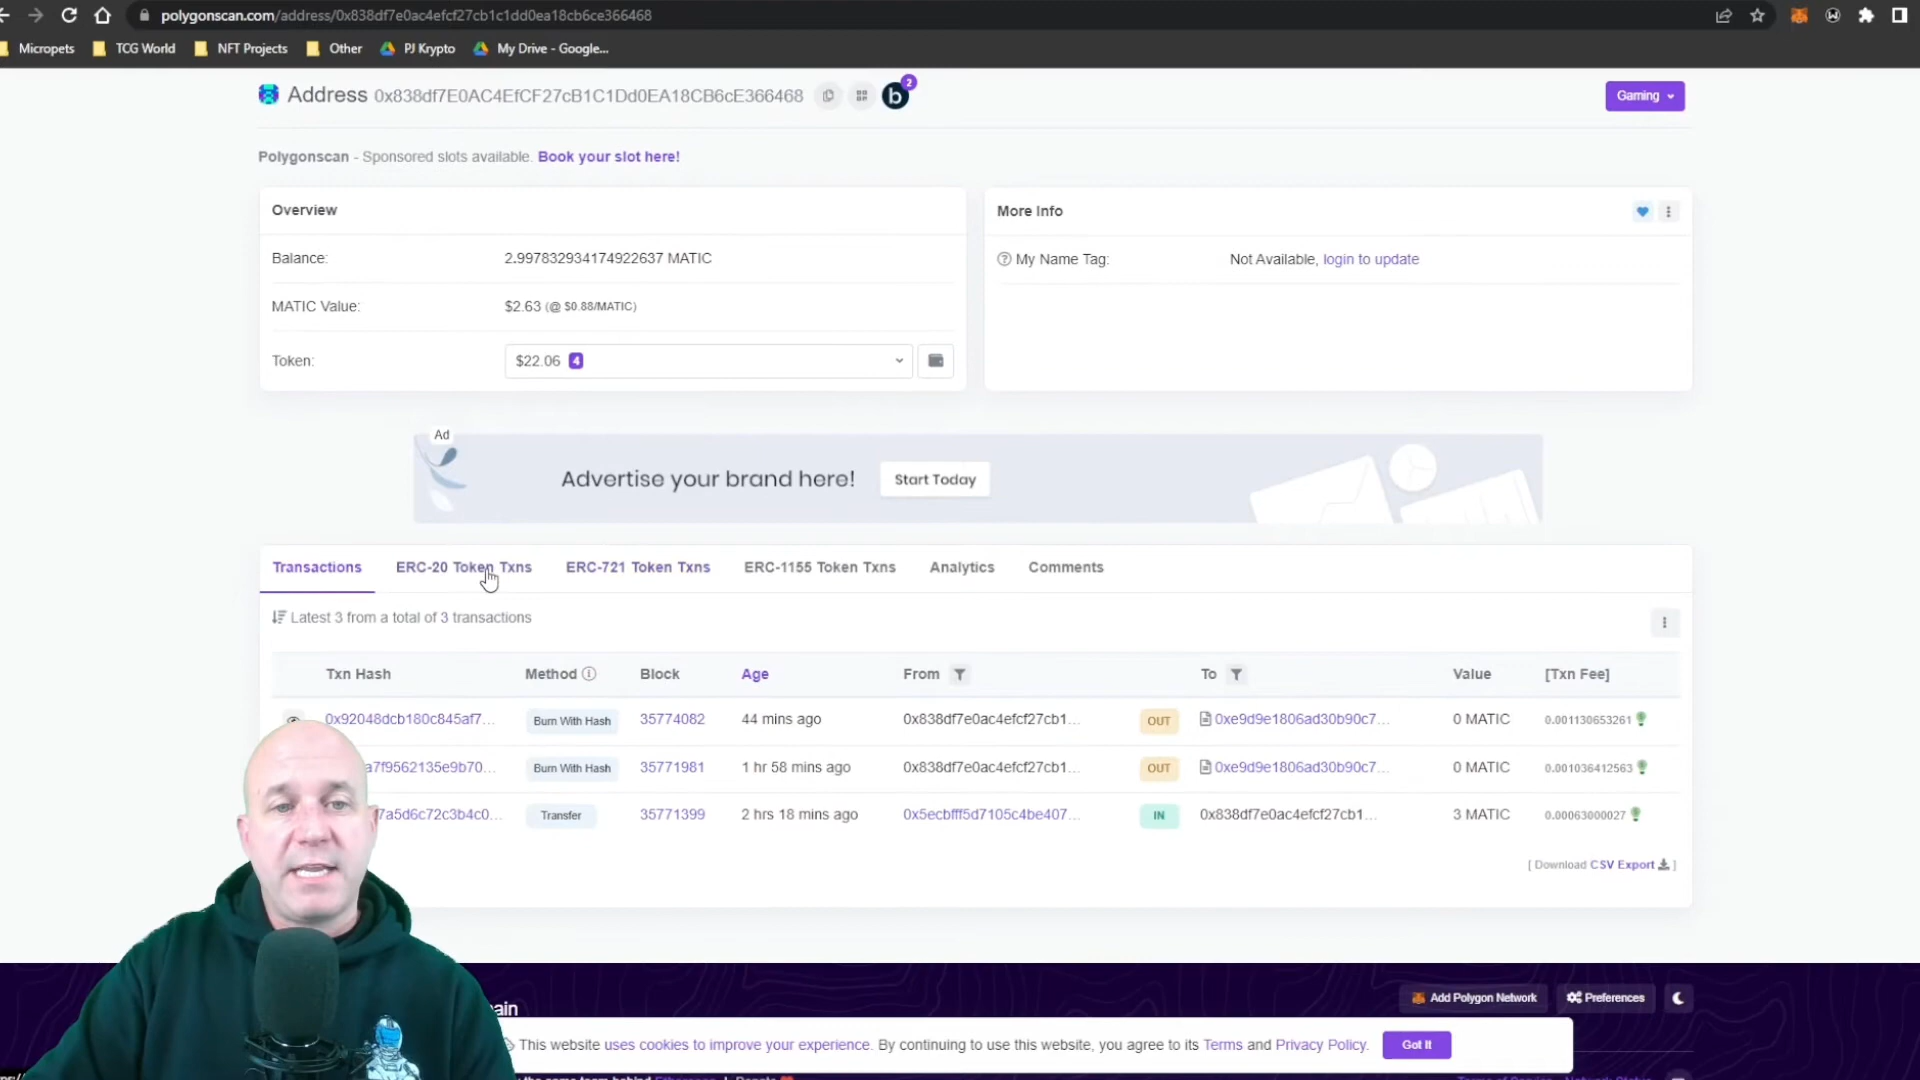 polygonscan.com/address/0x838df7e0ac4efcf27cb1c1dd0ea18cb6ce366468
Micropets TCG World NFT Projects Other PJ Krypto My Drive - Google...
Address 0x838df7E0AC4EfCF27cB1C1Dd0EA18CB6cE366468 b 2 Gaming
Polygonscan - Sponsored slots available. Book your slot here!
Overview
Balance: 2.997832934174922637 MATIC
MATIC Value: $2.63 (@ $0.88/MATIC)
Token: $22.06 4
More Info
My Name Tag: Not Available, login to update
Ad
Advertise your brand here! Start Today
Transactions ERC-20 Token Txns ERC-721 Token Txns ERC-1155 Token Txns Analytics Comments
Latest 3 from a total of 3 transactions
Txn Hash Method Block Age From To Value [Txn Fee]
0x92048dcb180c845af7... Burn With Hash 35774082 44 mins ago 0x838df7e0ac4efcf27cb1... OUT 0xe9d9e1806ad30b90c7... 0 MATIC 0.001130653261
a7f9562135e9b70... Burn With Hash 35771981 1 hr 58 mins ago 0x838df7e0ac4efcf27cb1... OUT 0xe9d9e1806ad30b90c7... 0 MATIC 0.001036412563
7a5d6c72c3b4c0... Transfer 35771399 2 hrs 18 mins ago 0x5ecbfff5d7105c4be407... IN 0x838df7e0ac4efcf27cb1... 3 MATIC 0.00063000027
[ Download CSV Export ]
Add Polygon Network Preferences
This website uses cookies to improve your experience. By continuing to use this website, you agree to its Terms and Privacy Policy. Got It